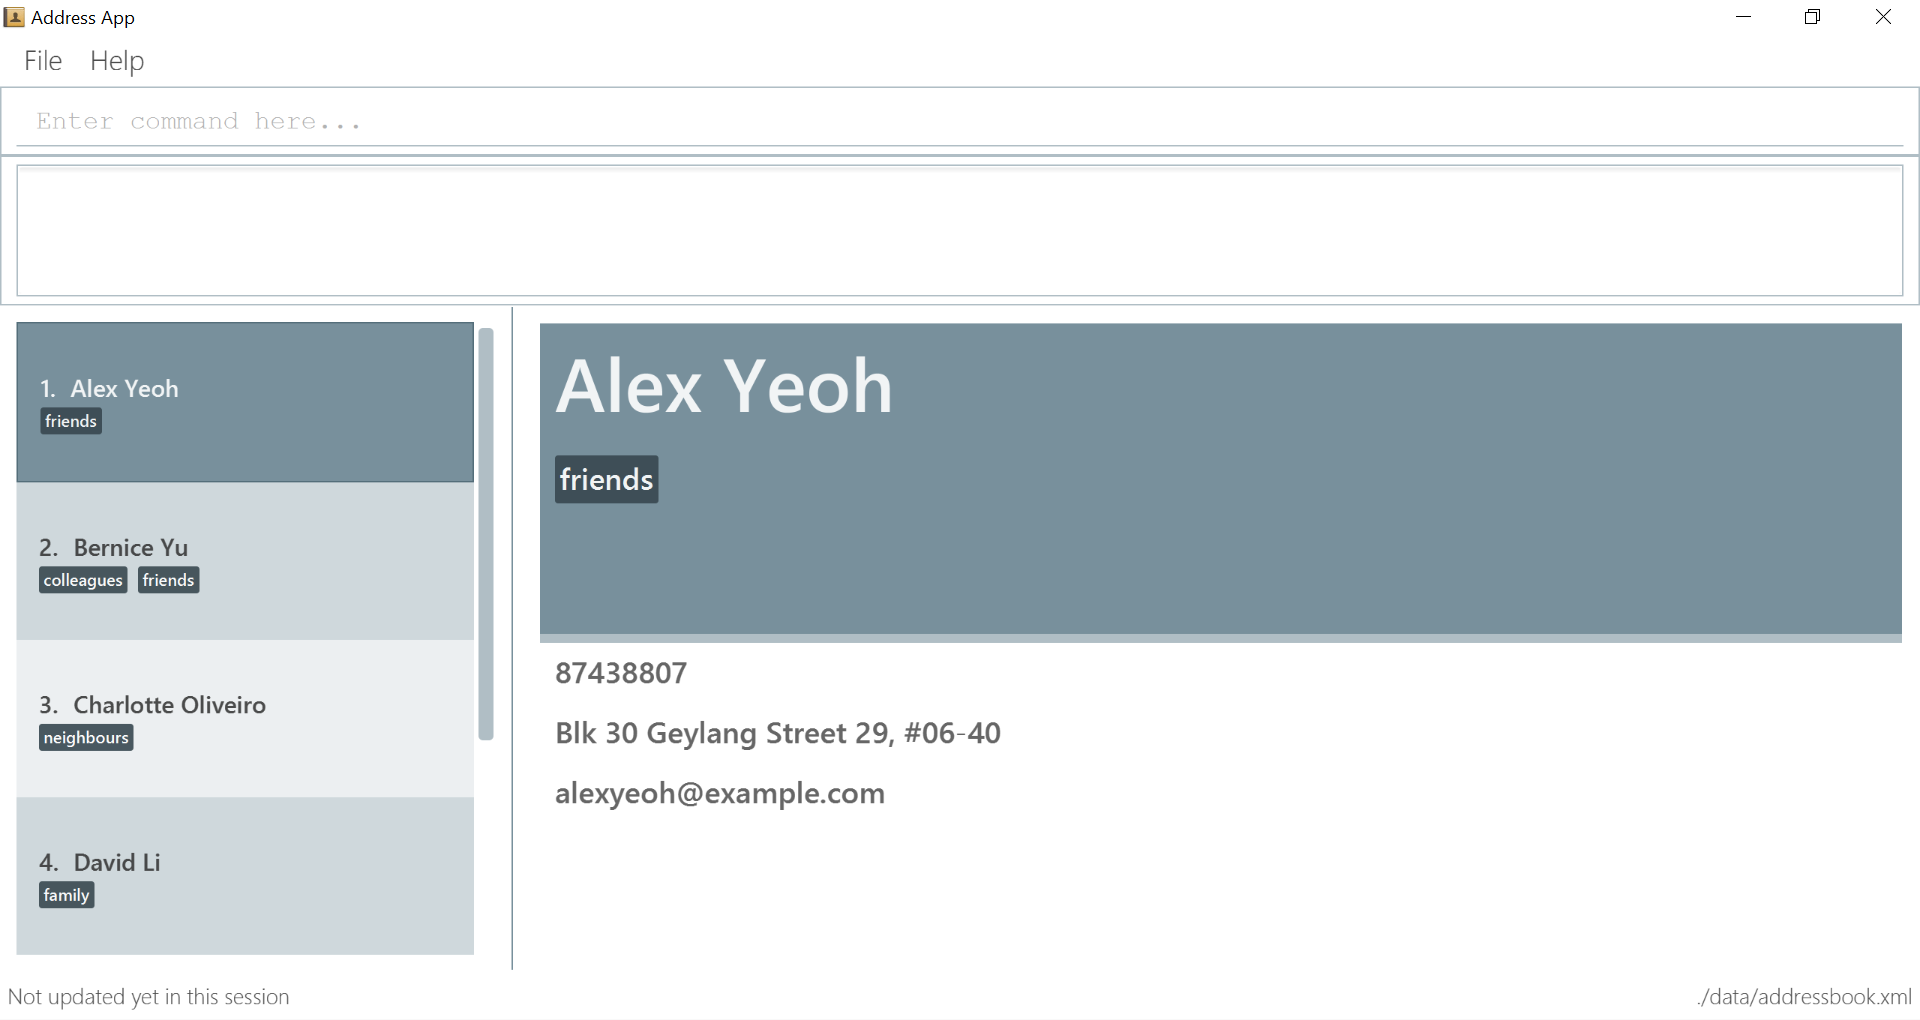 Address App
File Help
Enter command here...
1. Alex Yeoh
friends
2. Bernice Yu
colleagues friends
3. Charlotte Oliveiro
neighbours
4. David Li
family
Alex Yeoh
friends
87438807
Blk 30 Geylang Street 29, #06-40
alexyeoh@example.com
Not updated yet in this session
./data/addressbook.xml